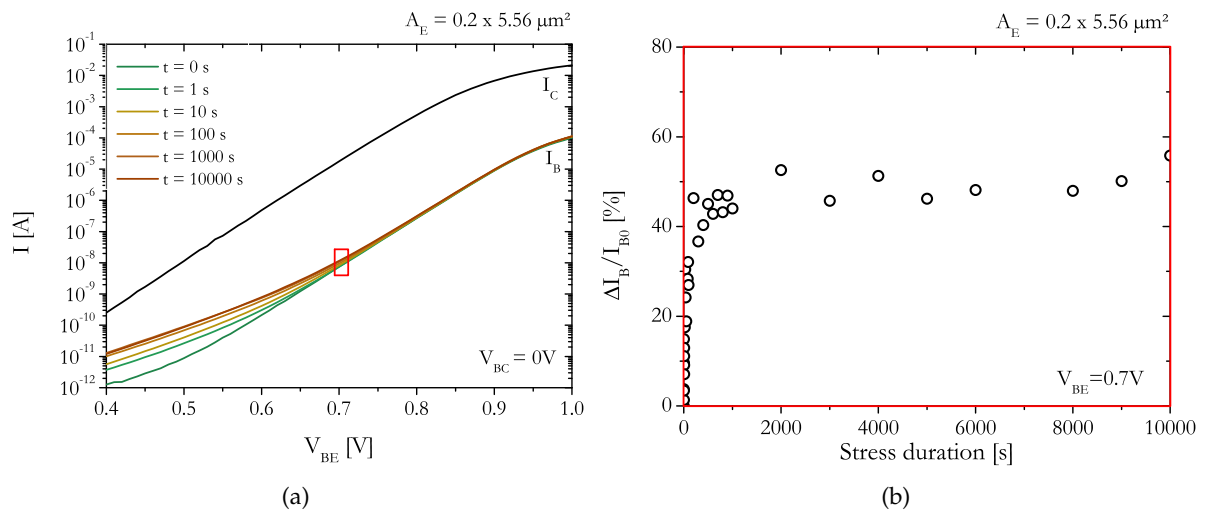 A_E = 0.2 x 5.56 μm²
10^-1
10^-2
10^-3
10^-4
10^-5
10^-6
10^-7
10^-8
10^-9
10^-10
10^-11
10^-12
I [A]
t = 0 s
t = 1 s
t = 10 s
t = 100 s
t = 1000 s
t = 10000 s
I_C
I_B
V_BC = 0V
0.4 0.5 0.6 0.7 0.8 0.9 1.0
V_BE [V]
(a)
A_E = 0.2 x 5.56 μm²
80
60
40
20
0
ΔI_B/I_B0 [%]
V_BE=0.7V
0 2000 4000 6000 8000 10000
Stress duration [s]
(b)